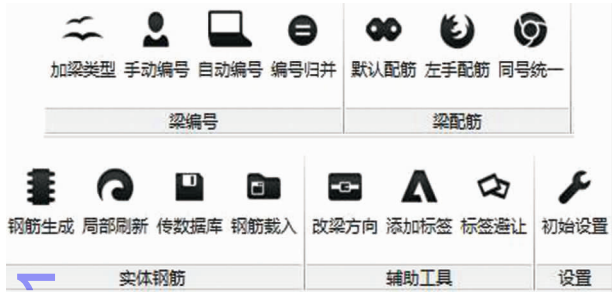 加梁类型 手动编号 自动编号 编号归并 默认配筋 左手配筋 同号统一
梁编号 梁配筋
钢筋生成 局部刷新 传数据库 钢筋载入 改梁方向 添加标签 标签避让 初始设置
实体钢筋 辅助工具 设置